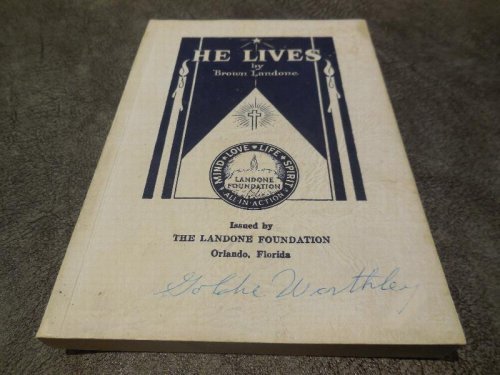 HE LIVES
by
Brown Landone
MIND • LOVE • LIFE • SPIRIT
LANDONE
FOUNDATION
ALL IN ACTION
Issued by
THE LANDONE FOUNDATION
Orlando, Florida
Worthley